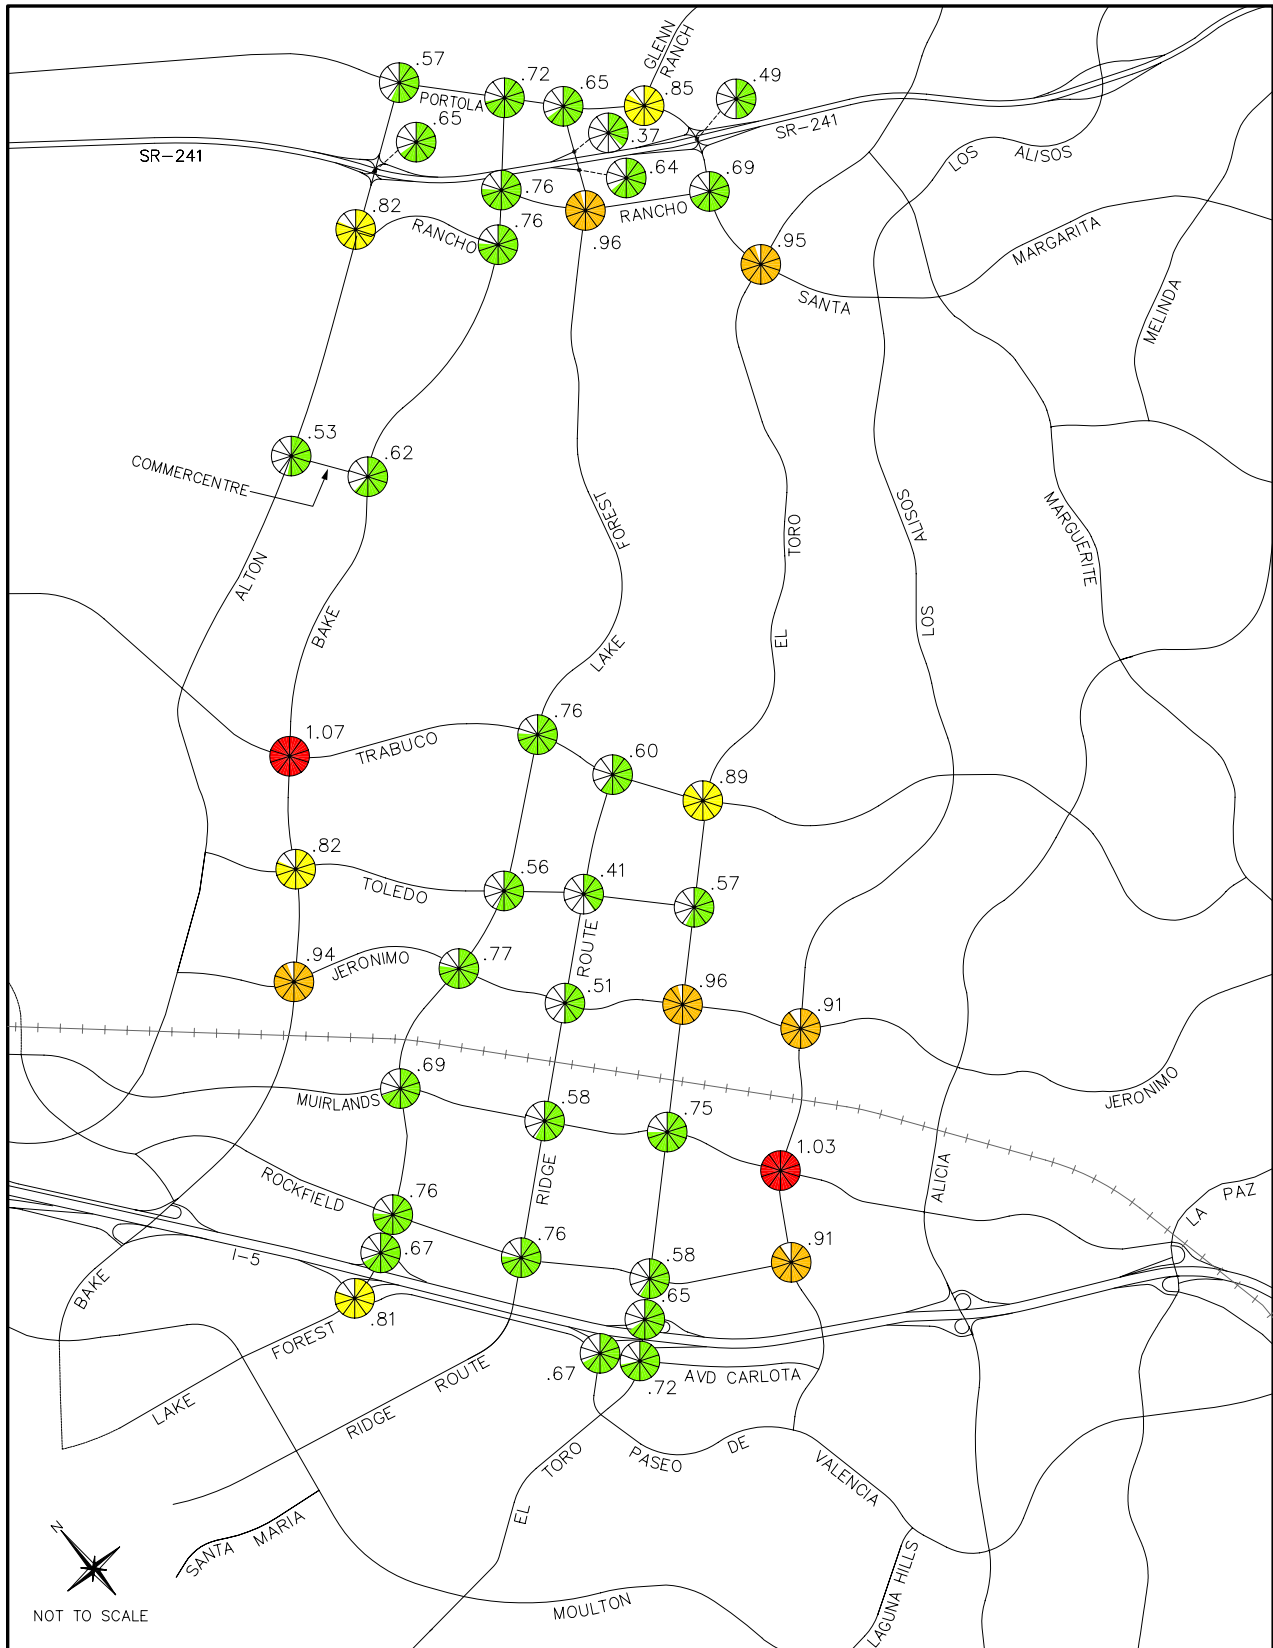 GLENN
RANCH
.57
.72
.65
.85
.49
PORTOLA
.65
.37
SR-241
SR-241
LOS ALISOS
.64
.69
.76
.82
RANCHO
.76
RANCHO
.96
.95
MARGARITA
SANTA
MELINDA
.53
.62
COMMERCENTRE
FOREST
TORO
ALISOS
MARGUERITE
ALTON
BAKE
LAKE
EL
LOS
1.07
TRABUCO
.76
.60
.89
.82
TOLEDO
.56
.41
.57
.94
JERONIMO
.77
ROUTE
.51
.96
.91
.69
MUIRLANDS
.58
.75
JERONIMO
1.03
ROCKFIELD
RIDGE
ALICIA
LA PAZ
.76
.76
.67
I-5
.58
.91
BAKE
.81
.65
FOREST
.67
.72
AVD CARLOTA
ROUTE
LAKE
RIDGE
TORO
PASEO DE VALENCIA
EL
SANTA MARIA
LAGUNA HILLS
MOULTON
N
NOT TO SCALE